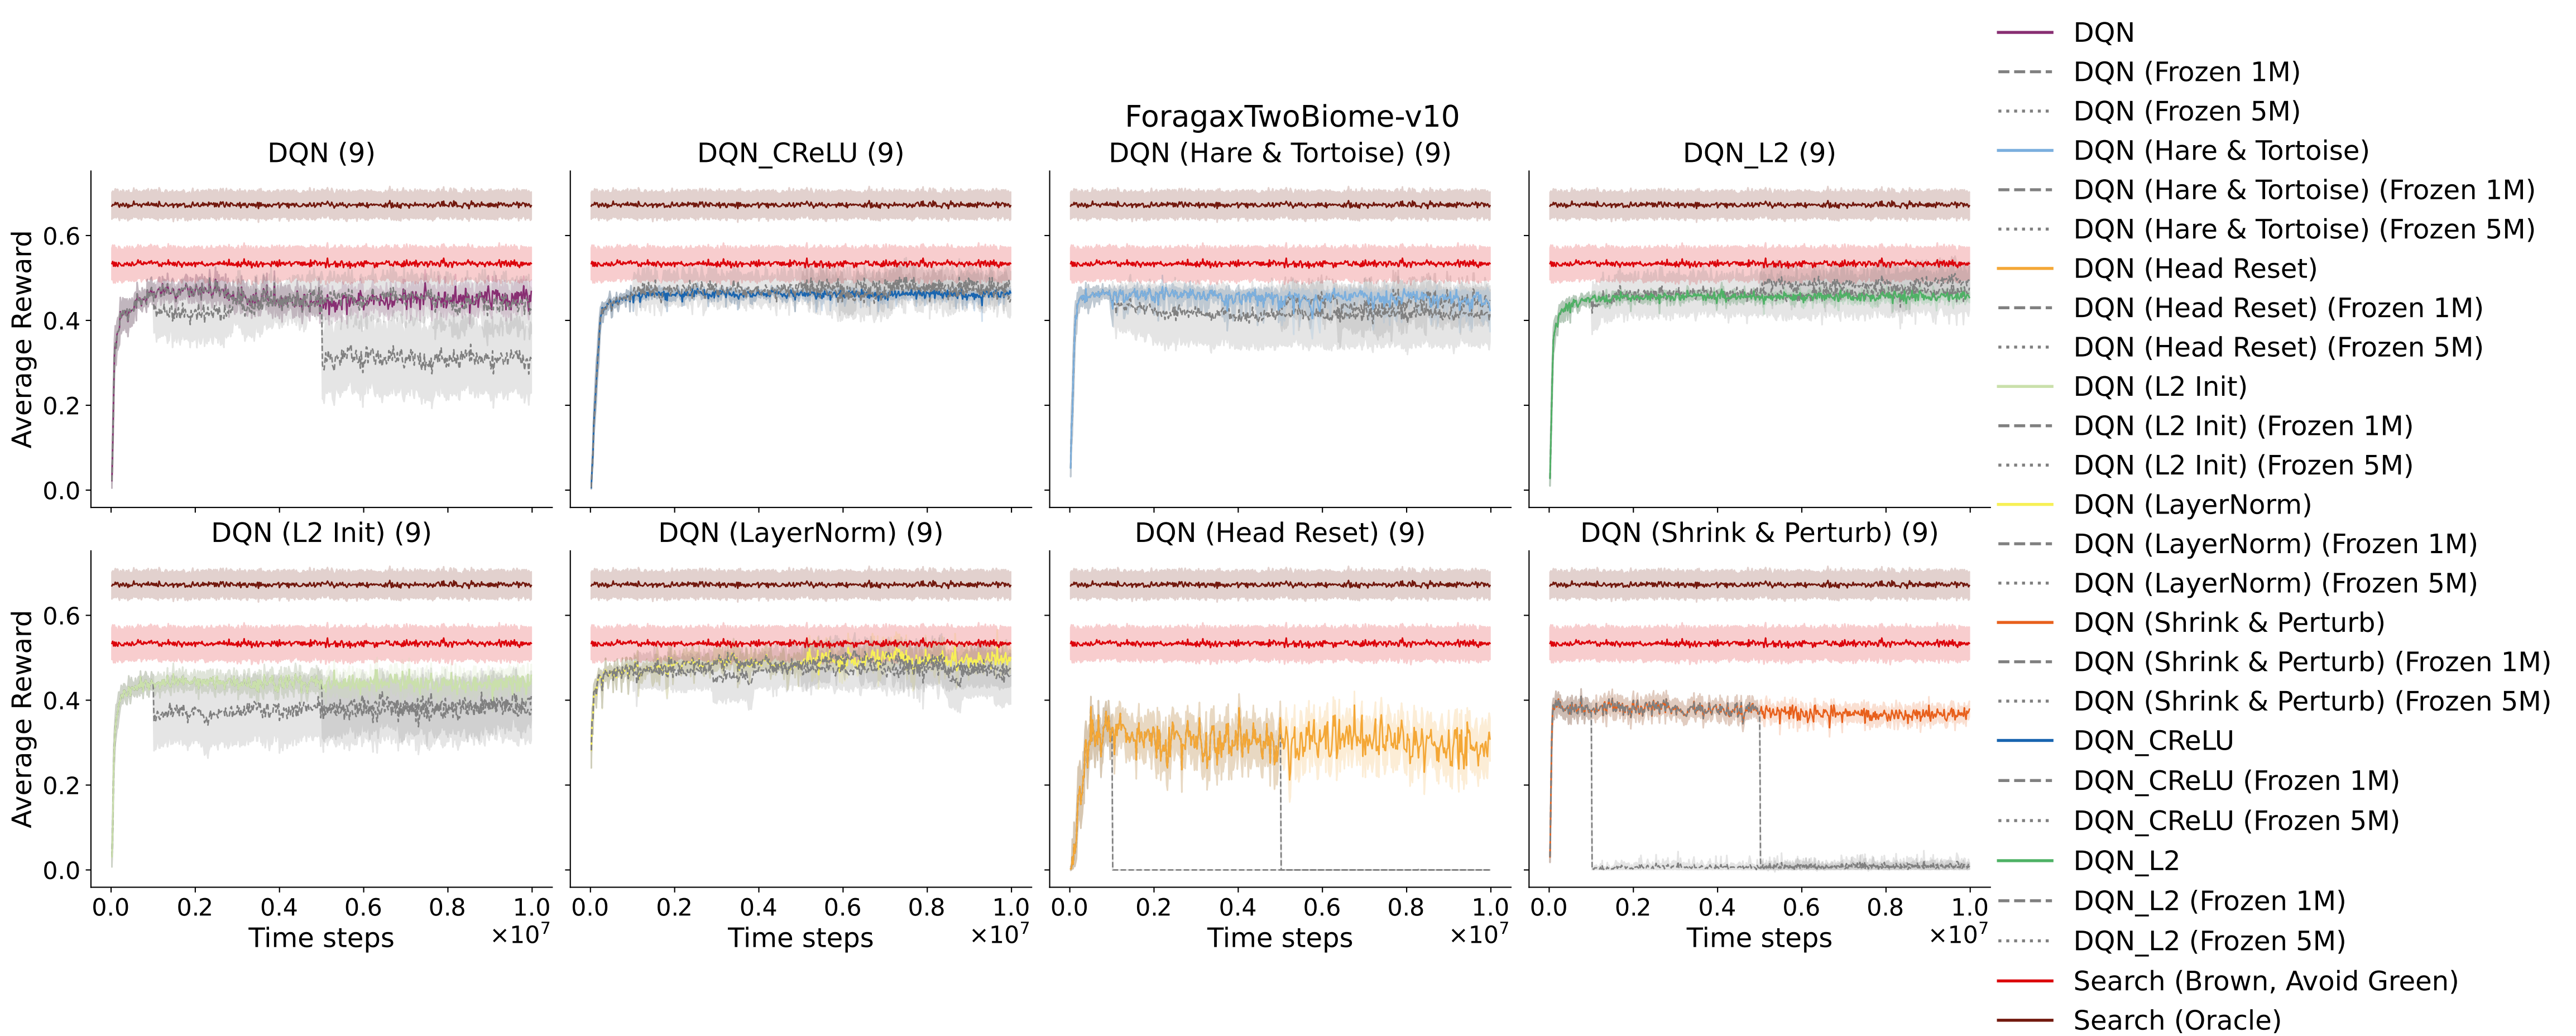 ForagaxTwoBiome-v10
DQN (9)
DQN_CReLU (9)
DQN (Hare & Tortoise) (9)
DQN_L2 (9)
Average Reward
0.6
0.4
0.2
0.0
DQN (L2 Init) (9)
DQN (LayerNorm) (9)
DQN (Head Reset) (9)
DQN (Shrink & Perturb) (9)
Average Reward
0.6
0.4
0.2
0.0
0.0 0.2 0.4 0.6 0.8 1.0
Time steps
×10⁷
0.0 0.2 0.4 0.6 0.8 1.0
Time steps
×10⁷
0.0 0.2 0.4 0.6 0.8 1.0
Time steps
×10⁷
0.0 0.2 0.4 0.6 0.8 1.0
Time steps
×10⁷
DQN
DQN (Frozen 1M)
DQN (Frozen 5M)
DQN (Hare & Tortoise)
DQN (Hare & Tortoise) (Frozen 1M)
DQN (Hare & Tortoise) (Frozen 5M)
DQN (Head Reset)
DQN (Head Reset) (Frozen 1M)
DQN (Head Reset) (Frozen 5M)
DQN (L2 Init)
DQN (L2 Init) (Frozen 1M)
DQN (L2 Init) (Frozen 5M)
DQN (LayerNorm)
DQN (LayerNorm) (Frozen 1M)
DQN (LayerNorm) (Frozen 5M)
DQN (Shrink & Perturb)
DQN (Shrink & Perturb) (Frozen 1M)
DQN (Shrink & Perturb) (Frozen 5M)
DQN_CReLU
DQN_CReLU (Frozen 1M)
DQN_CReLU (Frozen 5M)
DQN_L2
DQN_L2 (Frozen 1M)
DQN_L2 (Frozen 5M)
Search (Brown, Avoid Green)
Search (Oracle)